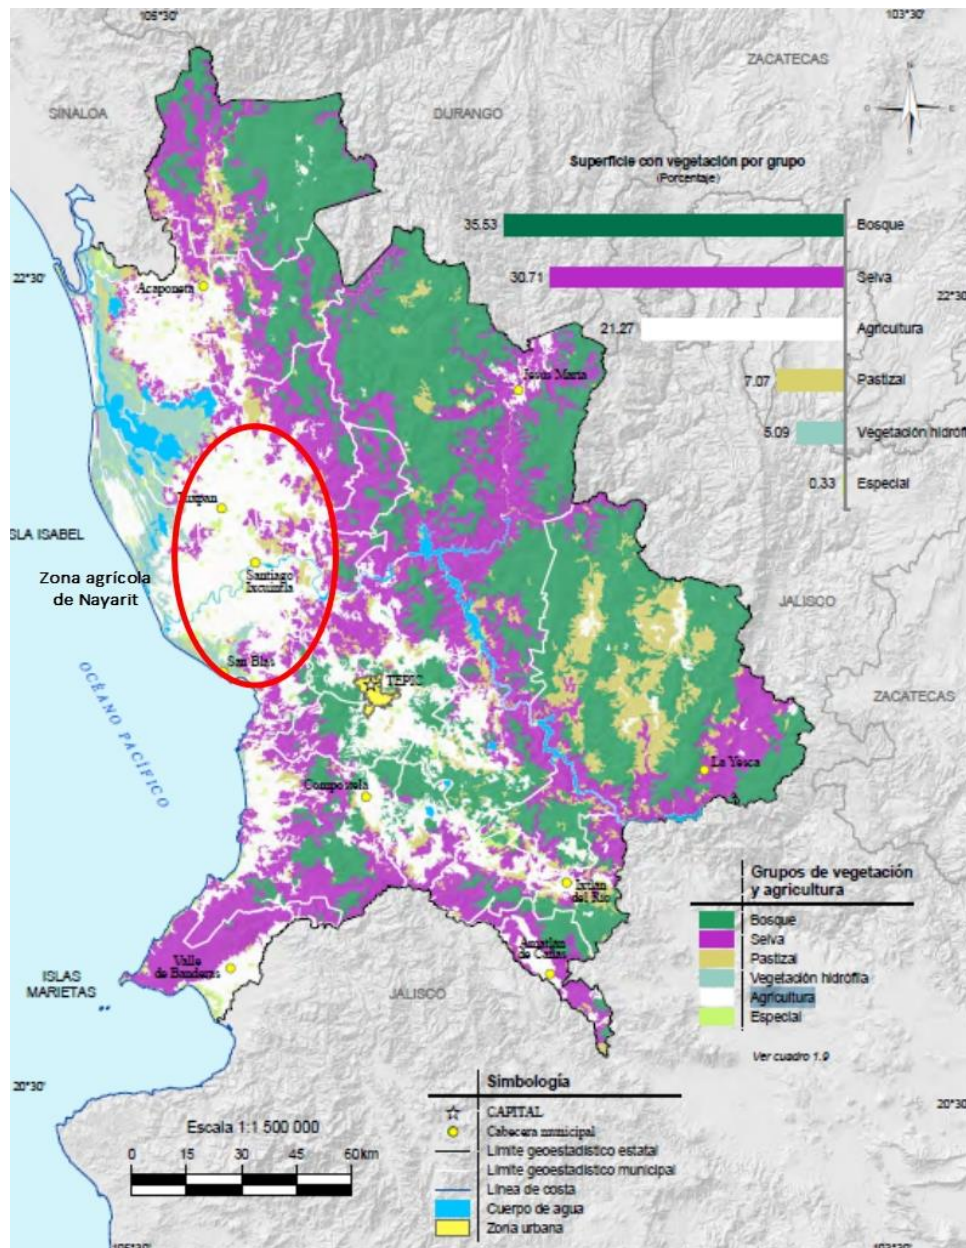 105°30'
103°30'
ZACATECAS
SINALOA
DURANGO
N
O
E
S
Superficie con vegetación por grupo
(Porcentaje)
35.53 Bosque
30.71 Selva
21.27 Agricultura
7.07 Pastizal
5.09 Vegetación hidrófi
0.33 Especial
22°30'
22°30'
Acaponeta
Jesús María
Tuxpan
SLA ISABEL
Santiago
Ixcuintla
Zona agrícola
de Nayarit
JALISCO
San Blas
TEPIC
OCÉANO PACÍFICO
ZACATECAS
La Yesca
Compostela
Ixtlán
del Río
Amatlán
de Cañas
Valle
de Banderas
ISLAS
MARIETAS
JALISCO
Grupos de vegetación
y agricultura
Bosque
Selva
Pastizal
Vegetación hidrófila
Agricultura
Especial
Ver cuadro 1.9
20°30'
20°30'
Escala 1:1 500 000
0 15 30 60km
Simbología
CAPITAL
Cabecera municipal
Límite geoestadístico estatal
Límite geoestadístico municipal
Línea de costa
Cuerpo de agua
Zona urbana